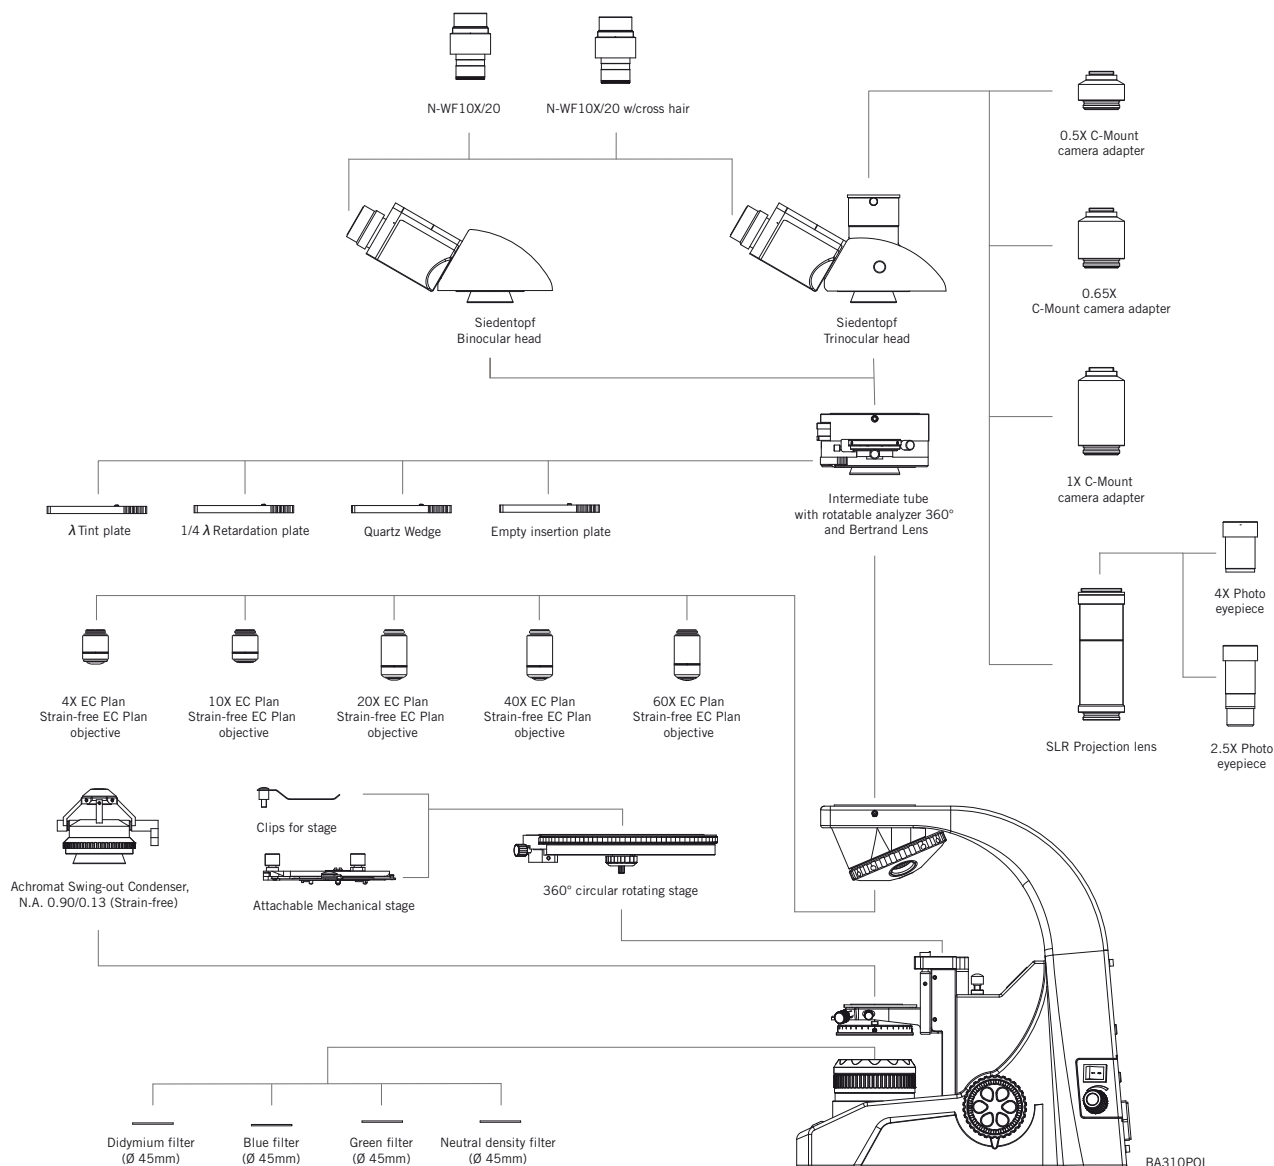 N-WF10X/20
N-WF10X/20 w/cross hair
0.5X C-Mount
camera adapter
0.65X
C-Mount camera adapter
Siedentopf
Binocular head
Siedentopf
Trinocular head
1X C-Mount
camera adapter
Intermediate tube
with rotatable analyzer 360°
and Bertrand Lens
λ Tint plate
1/4 λ Retardation plate
Quartz Wedge
Empty insertion plate
4X Photo
eyepiece
4X EC Plan
Strain-free EC Plan
objective
10X EC Plan
Strain-free EC Plan
objective
20X EC Plan
Strain-free EC Plan
objective
40X EC Plan
Strain-free EC Plan
objective
60X EC Plan
Strain-free EC Plan
objective
SLR Projection lens
2.5X Photo
eyepiece
Clips for stage
Achromat Swing-out Condenser,
N.A. 0.90/0.13 (Strain-free)
Attachable Mechanical stage
360° circular rotating stage
Didymium filter
(Ø 45mm)
Blue filter
(Ø 45mm)
Green filter
(Ø 45mm)
Neutral density filter
(Ø 45mm)
BA310POL